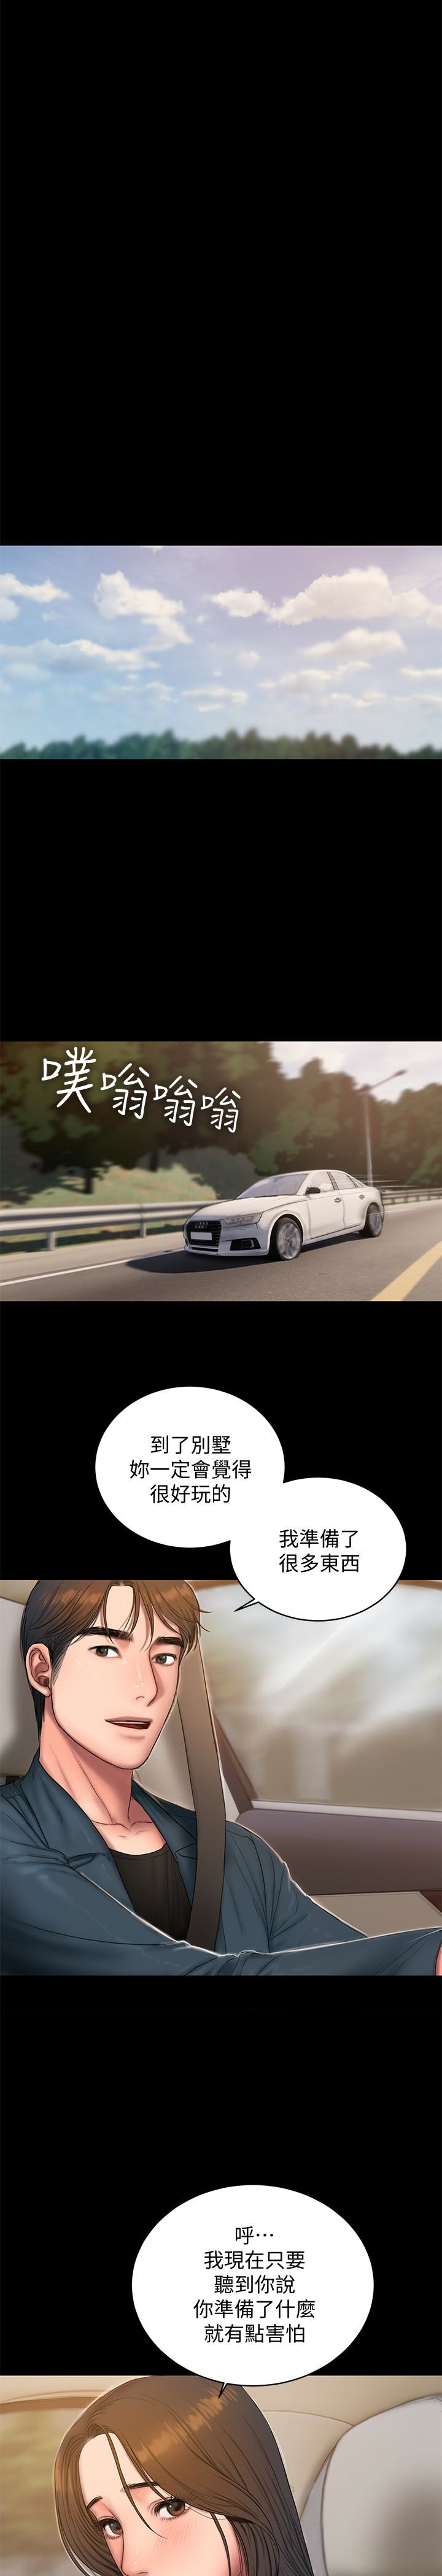 噗嗡嗡嗡
到了別墅
妳一定會覺得
很好玩的
我準備了
很多東西
呼…
我現在只要
聽到你說
你準備了什麼
就有點害怕